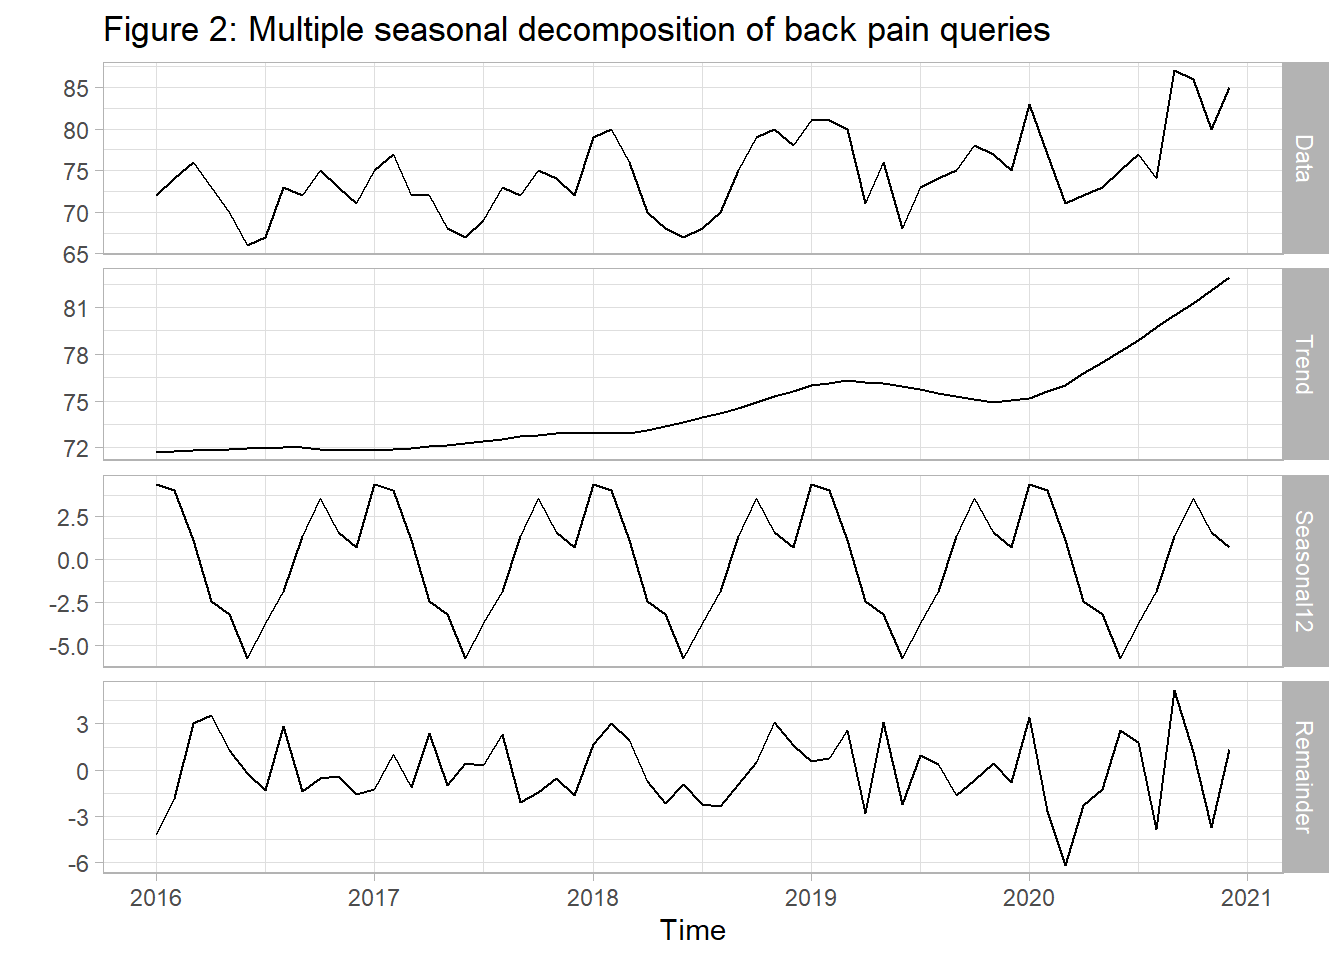 Figure 2: Multiple seasonal decomposition of back pain queries
85
80
75
70
65
Data
81
78
75
72
Trend
2.5
0.0
-2.5
-5.0
Seasonal12
3
0
-3
-6
Remainder
2016 2017 2018 2019 2020 2021
Time